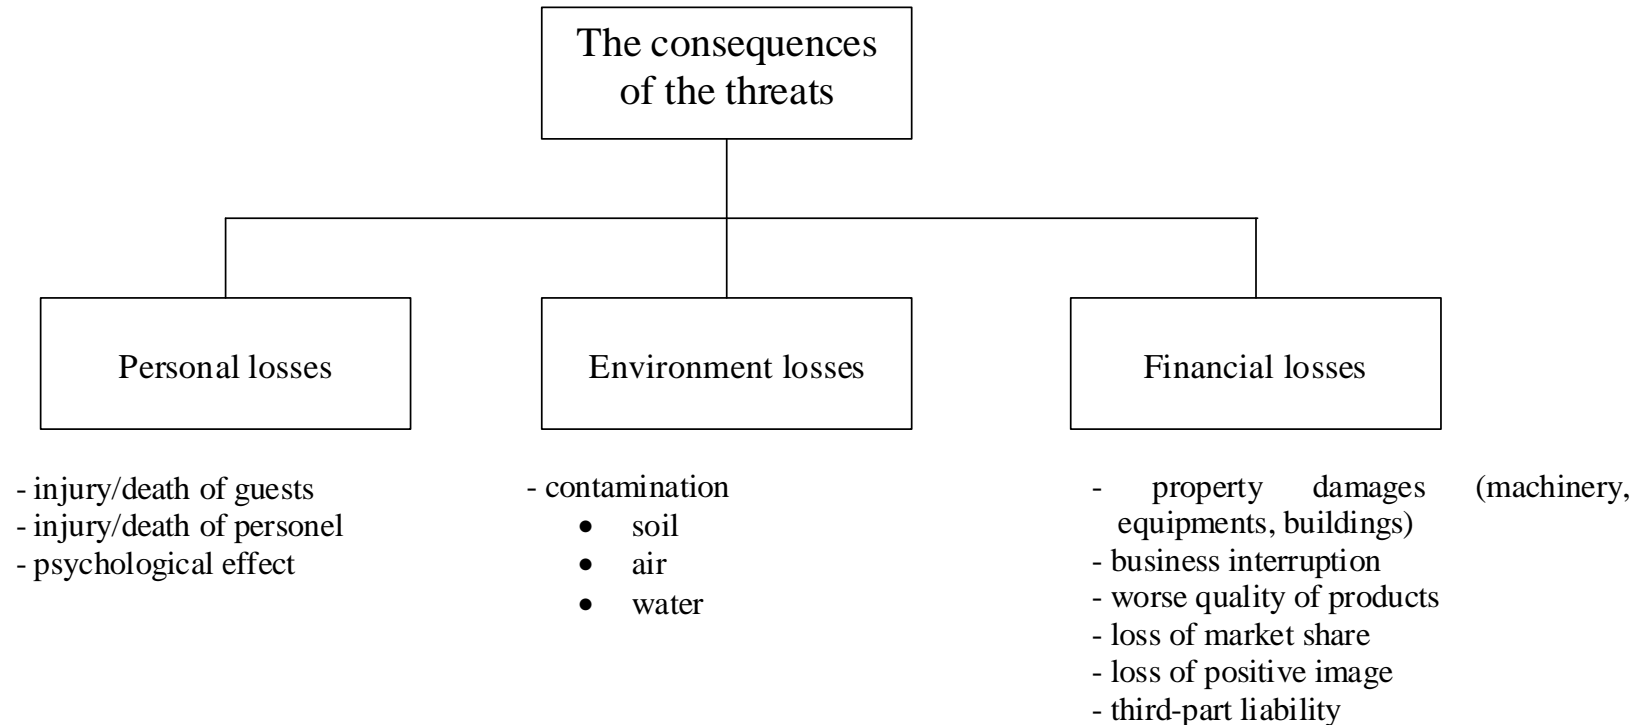 The consequences
of the threats
Personal losses
Environment losses
Financial losses
- injury/death of guests
- injury/death of personel
- psychological effect
- contamination
• soil
• air
• water
- property damages (machinery,
equipments, buildings)
- business interruption
- worse quality of products
- loss of market share
- loss of positive image
- third-part liability